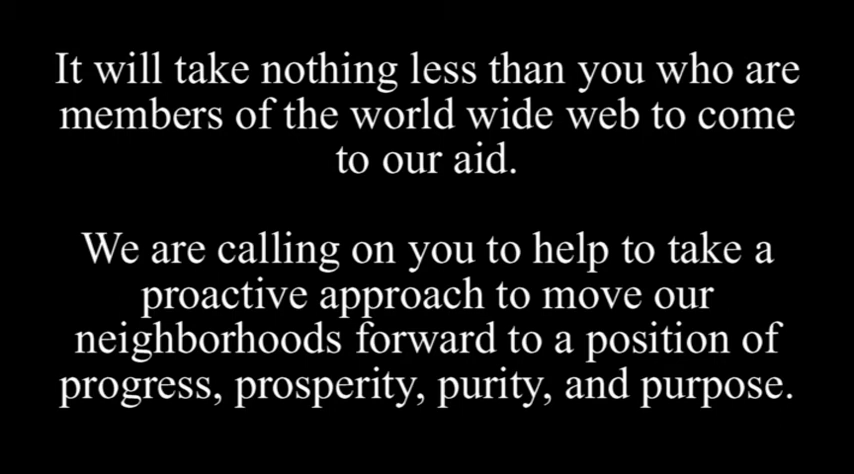 It will take nothing less than you who are
members of the world wide web to come
to our aid.
We are calling on you to help to take a
proactive approach to move our
neighborhoods forward to a position of
progress, prosperity, purity, and purpose.